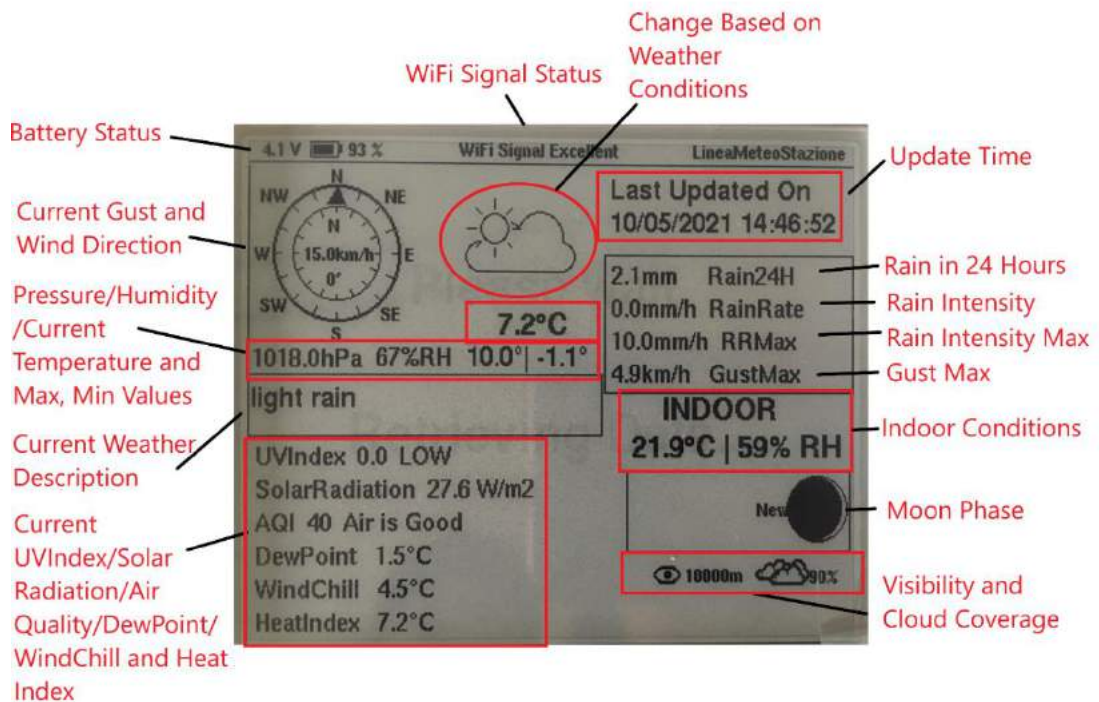 Change Based on
Weather
Conditions
WiFi Signal Status
Battery Status
4.1 V 93 % WiFi Signal Excellent LineaMeteoStazione
Update Time
Last Updated On
10/05/2021 14:46:52
N
NW NE
N
W 15.0km/h E
0°
SW SE
S
Current Gust and
Wind Direction
2.1mm Rain24H
0.0mm/h RainRate
10.0mm/h RRMax
4.9km/h GustMax
Rain in 24 Hours
Rain Intensity
Rain Intensity Max
Gust Max
7.2°C
1018.0hPa 67%RH 10.0°| -1.1°
Pressure/Humidity
/Current
Temperature and
Max, Min Values
light rain
Current Weather
Description
Retrieving
INDOOR
21.9°C | 59% RH
Indoor Conditions
UVIndex 0.0 LOW
SolarRadiation 27.6 W/m2
AQI 40 Air is Good
DewPoint 1.5°C
WindChill 4.5°C
HeatIndex 7.2°C
Current
UVIndex/Solar
Radiation/Air
Quality/DewPoint/
WindChill and Heat
Index
New
Moon Phase
10000m 90%
Visibility and
Cloud Coverage